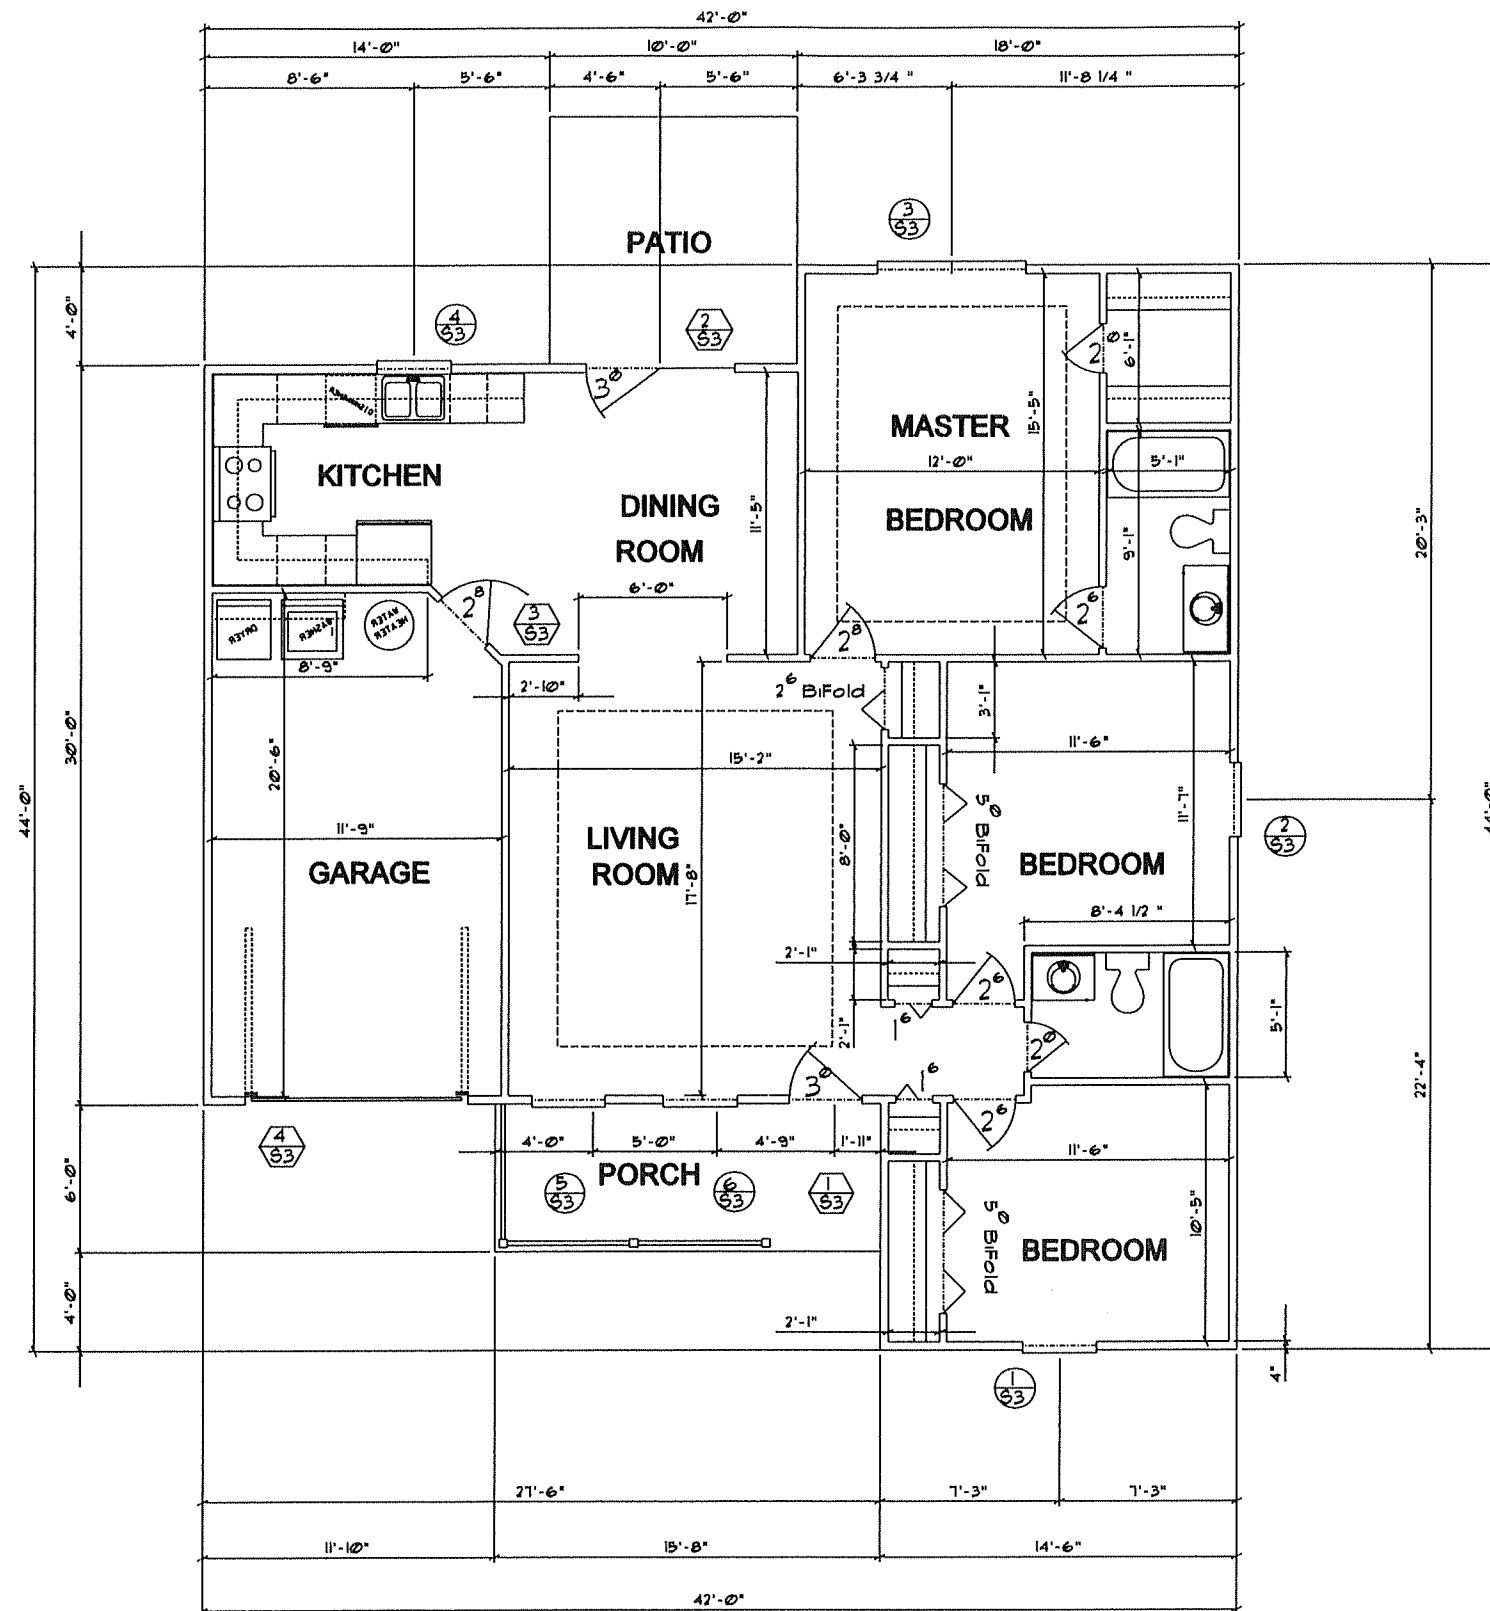 42'-0"
14'-0" 10'-0" 18'-0"
8'-6" 5'-6" 4'-6" 5'-6" 6'-3 3/4 " 11'-8 1/4 "
3
S3
PATIO
4'-0"
4
S3
2
S3
3⁰
2⁰
6'-1"
DISHWASHER
MASTER
15'-5"
KITCHEN
12'-0"
5'-1"
DINING
ROOM
11'-5"
BEDROOM
9'-1"
20'-3"
6'-0"
2⁸
3
S3
2⁸
2⁶
DRYER
WASHER
WATER
HEATER
8'-9"
2'-10"
2⁶ BiFold
3'-1"
30'-0"
20'-6"
15'-2"
11'-6"
44'-0"
11'-9"
LIVING
ROOM
17'-8"
8'-0"
5⁰ BiFold
11'-7"
2
S3
44'-0"
GARAGE
BEDROOM
8'-4 1/2 "
2'-1"
2⁶
2'-1"
1⁶
2⁰
5'-1"
3⁰
1⁶
2⁶
22'-4"
4
S3
4'-0" 5'-0" 4'-9" 1'-11"
11'-6"
6'-0"
5
S3
PORCH
6
S3
1
S3
5⁰ BiFold
10'-5"
BEDROOM
4'-0"
2'-1"
4"
1
S3
27'-6" 7'-3" 7'-3"
11'-10" 15'-8" 14'-6"
42'-0"